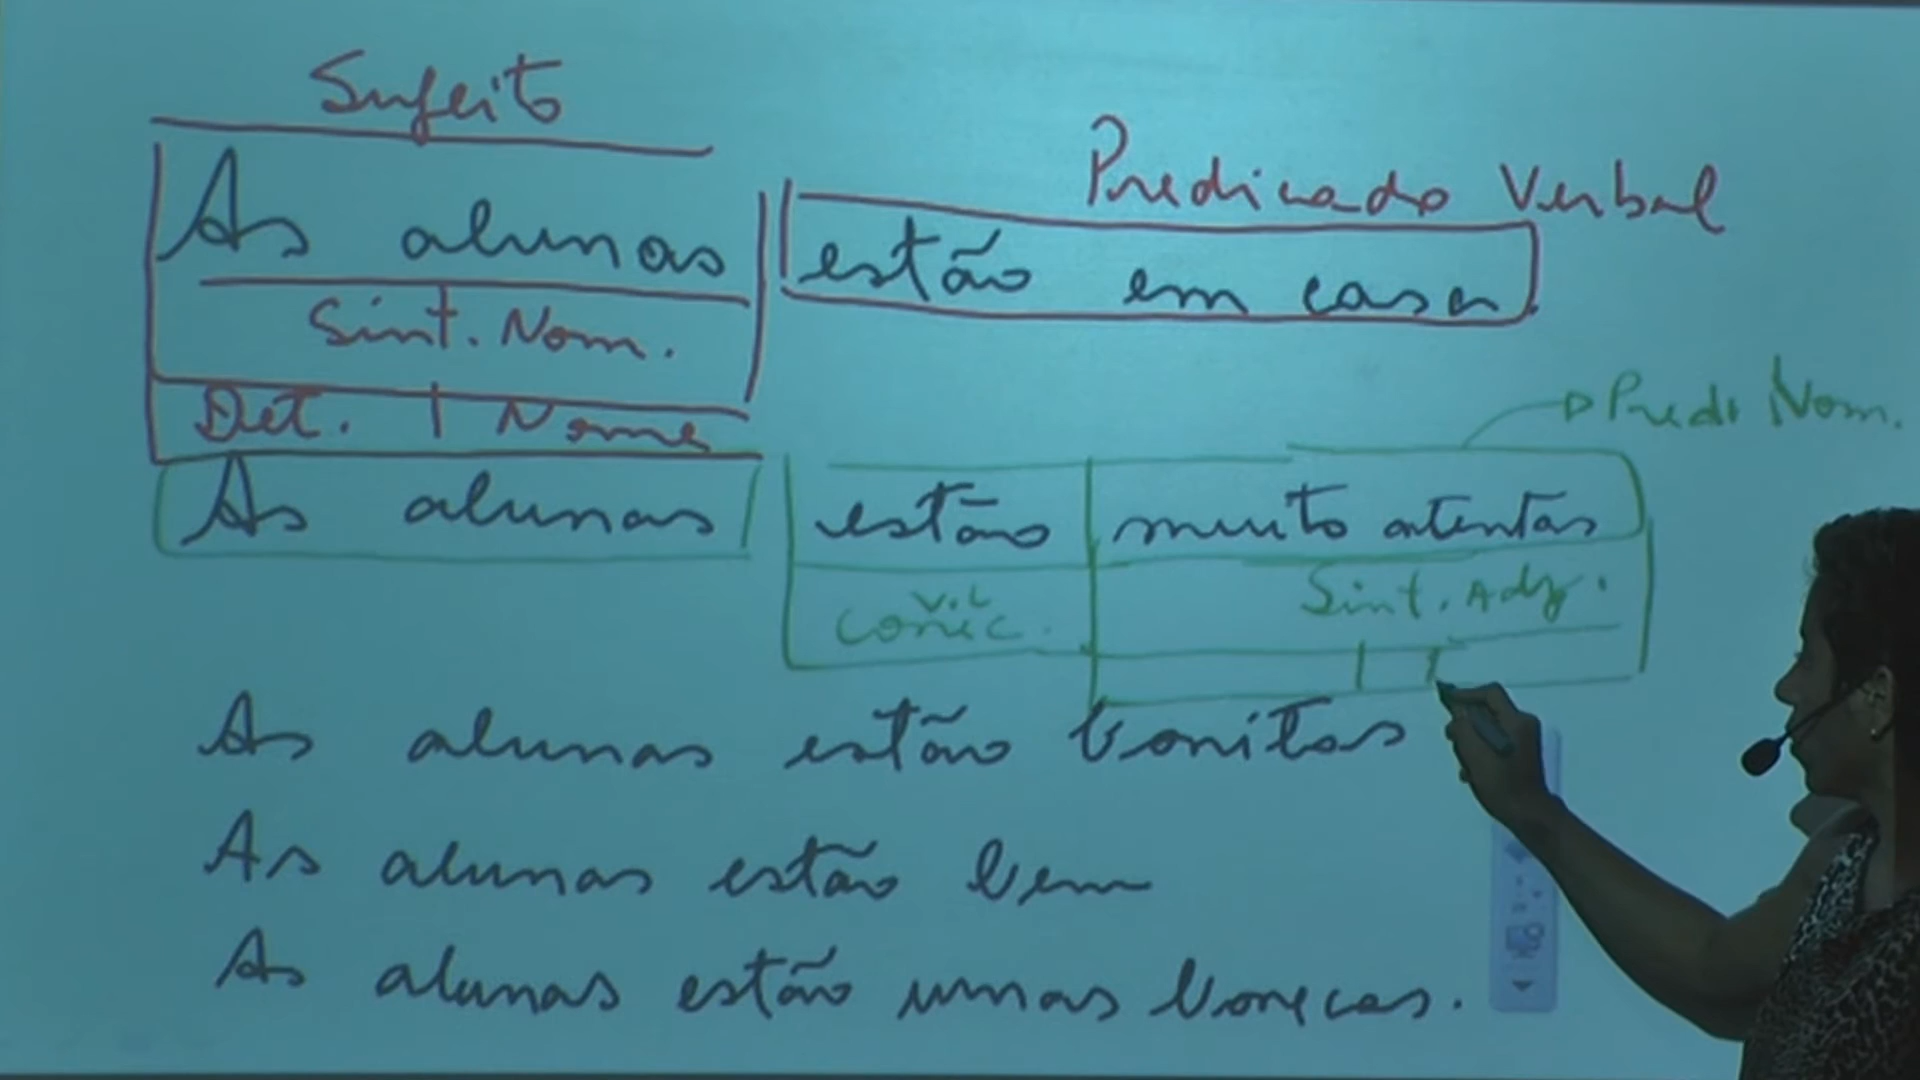 Sujeito
Predicado Verbal
As alunas estão em casa.
Sint. Nom.
Det. | Nome
Pred. Nom.
As alunas estão muito atentas
V.L
conec.
Sint. Adj.
As alunas estão bonitas
As alunas estão bem
As alunas estão umas bonecas.